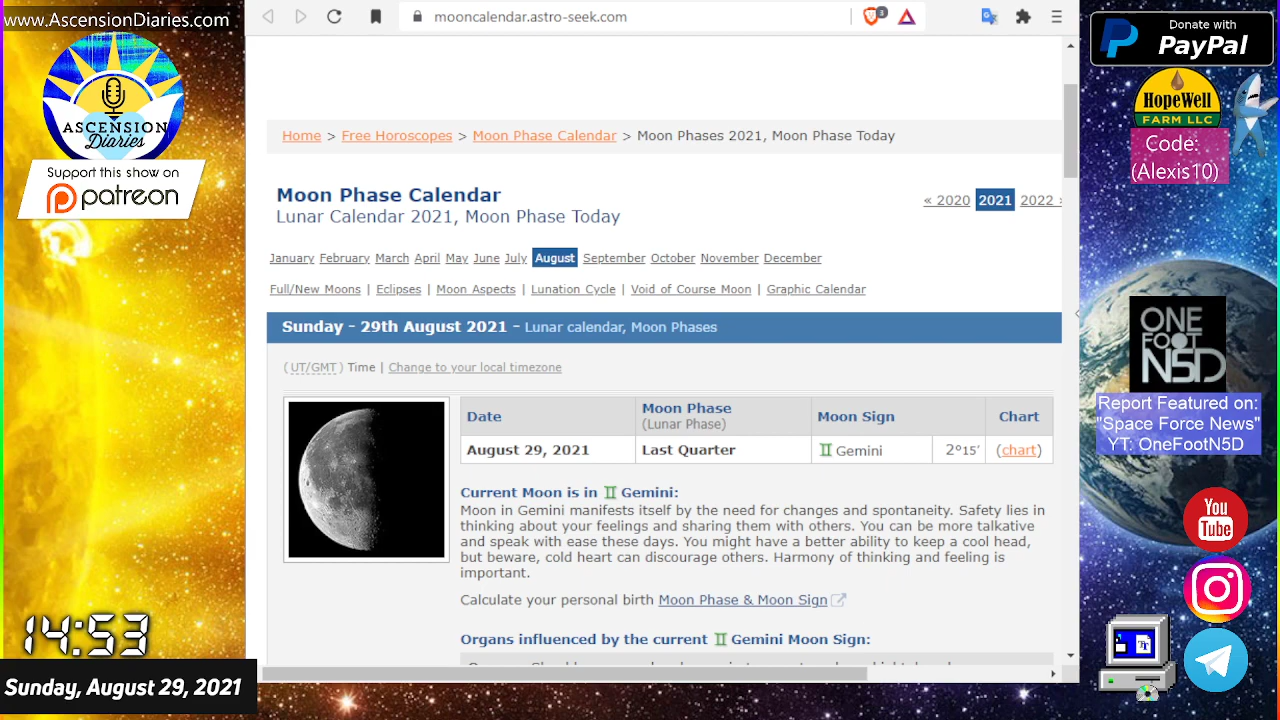 www.AscensionDiaries.com
ASCENSION
Diaries
Support this show on
patreon
14:53
Sunday, August 29, 2021
mooncalendar.astro-seek.com
3
Home > Free Horoscopes > Moon Phase Calendar > Moon Phases 2021, Moon Phase Today
Moon Phase Calendar
Lunar Calendar 2021, Moon Phase Today
« 2020 2021 2022 ›
January February March April May June July August September October November December
Full/New Moons | Eclipses | Moon Aspects | Lunation Cycle | Void of Course Moon | Graphic Calendar
Sunday - 29th August 2021 - Lunar calendar, Moon Phases
(UT/GMT) Time | Change to your local timezone
Date Moon Phase (Lunar Phase) Moon Sign Chart
August 29, 2021 Last Quarter ♊ Gemini 2°15' (chart)
Current Moon is in ♊ Gemini:
Moon in Gemini manifests itself by the need for changes and spontaneity. Safety lies in
thinking about your feelings and sharing them with others. You can be more talkative
and speak with ease these days. You might have a better ability to keep a cool head,
but beware, cold heart can discourage others. Harmony of thinking and feeling is
important.
Calculate your personal birth Moon Phase & Moon Sign
Organs influenced by the current ♊ Gemini Moon Sign:
Donate with
PayPal
HopeWell
FARM LLC
Code:
(Alexis10)
ONE
FOOT
N5D
Report Featured on:
"Space Force News"
YT: OneFootN5D
You
Tube